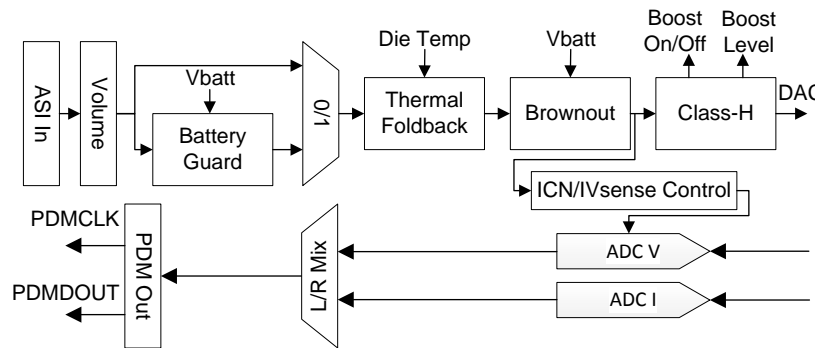 Boost
On/Off
Boost
Level
Die Temp
Vbatt
Vbatt
ASI In
Volume
Battery
Guard
0/1
Thermal
Foldback
Brownout
Class-H
DAC
ICN/IVsense Control
PDMCLK
PDMDOUT
PDM Out
L/R Mix
ADC V
ADC I